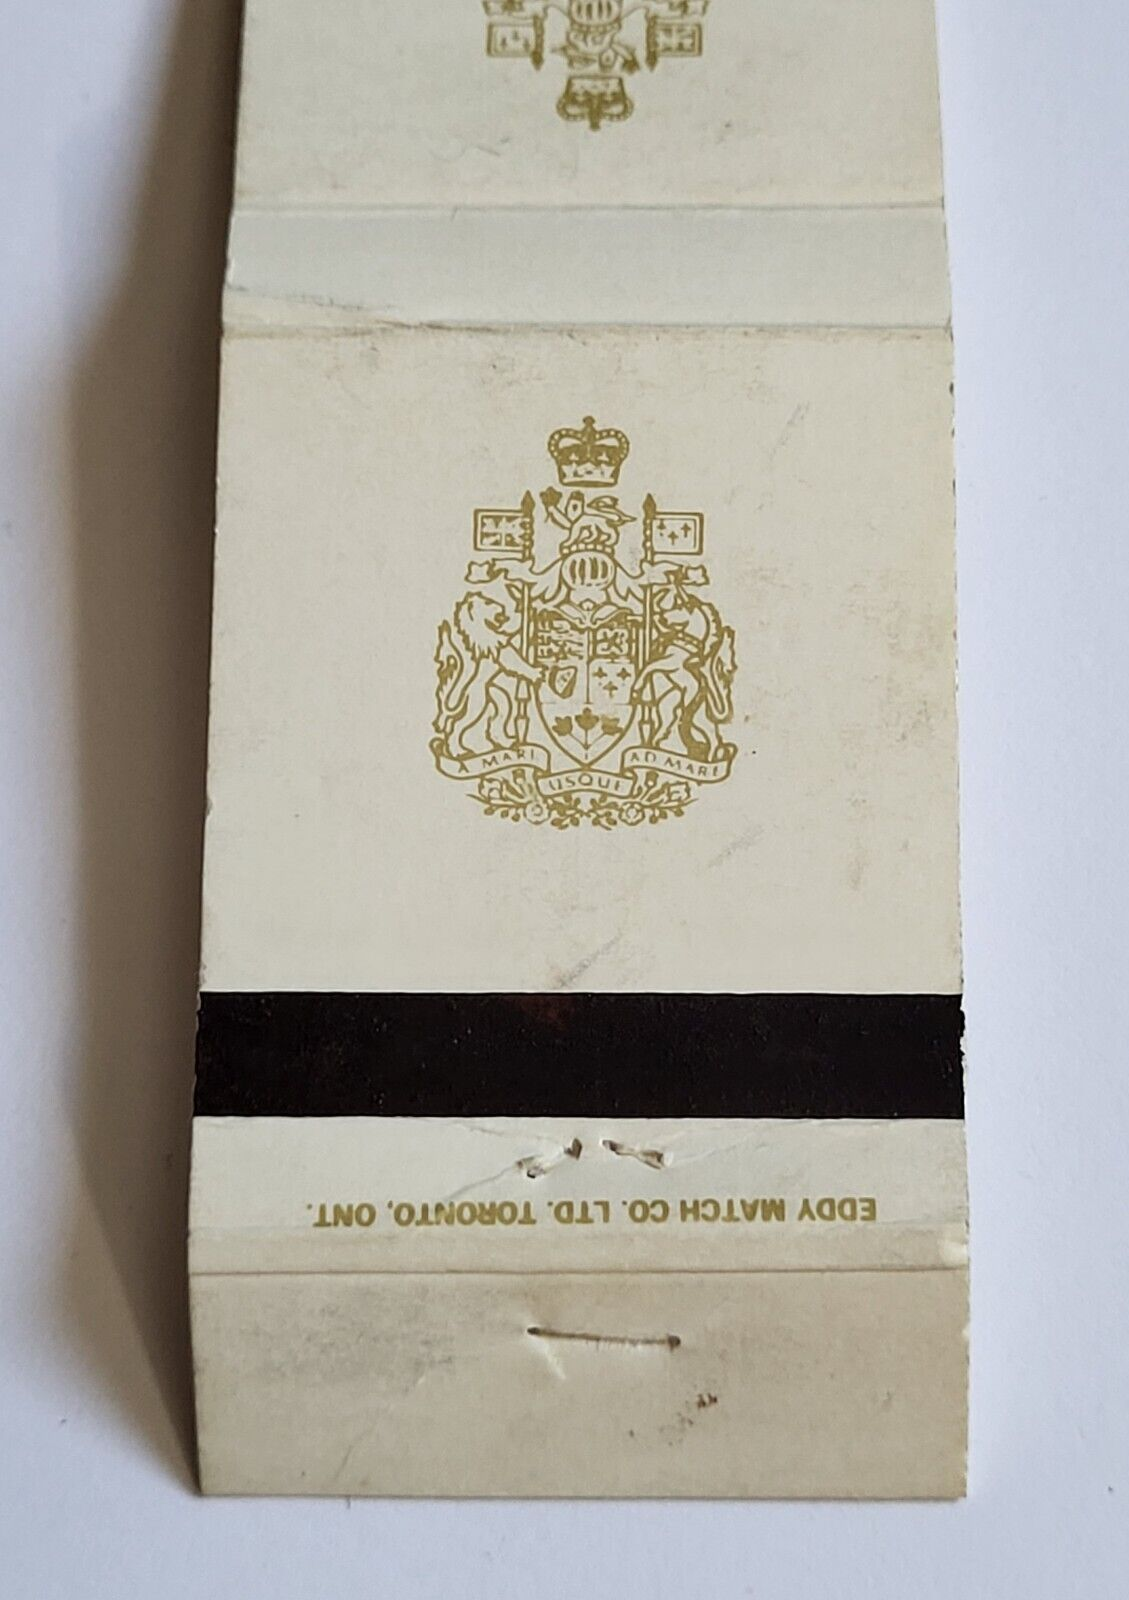 A MARI USQUE AD MARE
EDDY MATCH CO. LTD. TORONTO, ONT.